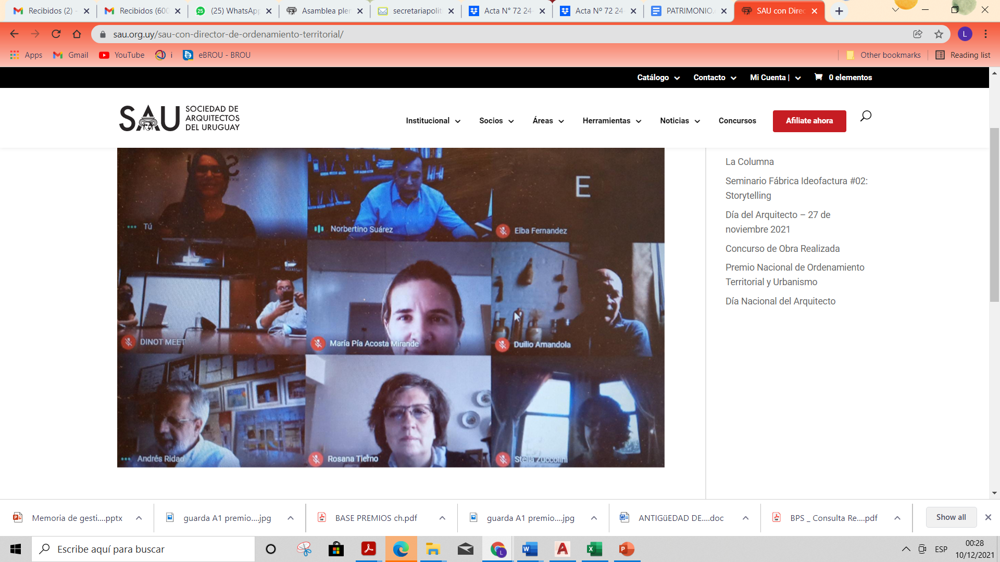 Recibidos (2) -
Recibidos (600
(25) WhatsApp
Asamblea plen
secretariapolit
Acta N° 72 24-
Acta Nº 72 24
PATRIMONIO.
SAU con Direc
sau.org.uy/sau-con-director-de-ordenamiento-territorial/
L
Apps
Gmail
YouTube
i
eBROU - BROU
Other bookmarks
Reading list
Catálogo
Contacto
Mi Cuenta |
0 elementos
SAU
SOCIEDAD DE
ARQUITECTOS
DEL URUGUAY
Institucional
Socios
Áreas
Herramientas
Noticias
Concursos
Afiliate ahora
Tú
Norbertino Suárez
E
Elba Fernandez
DINOT MEET
María Pía Acosta Mirande
Duilio Amandola
Andrés Ridao
Rosana Tierno
Stella Zuccolini
La Columna
Seminario Fábrica Ideofactura #02:
Storytelling
Día del Arquitecto – 27 de
noviembre 2021
Concurso de Obra Realizada
Premio Nacional de Ordenamiento
Territorial y Urbanismo
Día Nacional del Arquitecto
Memoria de gesti....pptx
guarda A1 premio....jpg
BASE PREMIOS ch.pdf
guarda A1 premio....jpg
ANTIGüEDAD DE....doc
BPS _ Consulta Re....pdf
Show all
Escribe aquí para buscar
ESP
00:28
10/12/2021